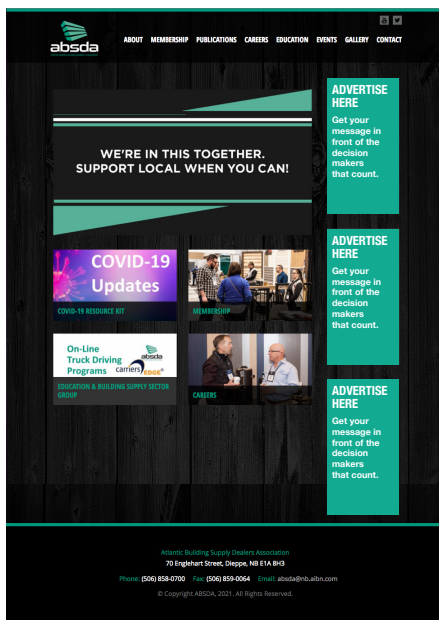 absda
ABOUT MEMBERSHIP PUBLICATIONS CAREERS EDUCATION EVENTS GALLERY CONTACT
WE'RE IN THIS TOGETHER.
SUPPORT LOCAL WHEN YOU CAN!
COVID-19
Updates
COVID-19 RESOURCE KIT
MEMBERSHIP
On-Line
Truck Driving
Programs
absda
carriersEDGE®
EDUCATION & BUILDING SUPPLY SECTOR
GROUP
CAREERS
ADVERTISE
HERE
Get your
message in
front of the
decision
makers
that count.
ADVERTISE
HERE
Get your
message in
front of the
decision
makers
that count.
ADVERTISE
HERE
Get your
message in
front of the
decision
makers
that count.
Atlantic Building Supply Dealers Association
70 Englehart Street, Dieppe, NB E1A 8H3
Phone: (506) 858-0700 Fax: (506) 859-0064 Email: absda@nb.aibn.com
© Copyright ABSDA, 2021. All Rights Reserved.